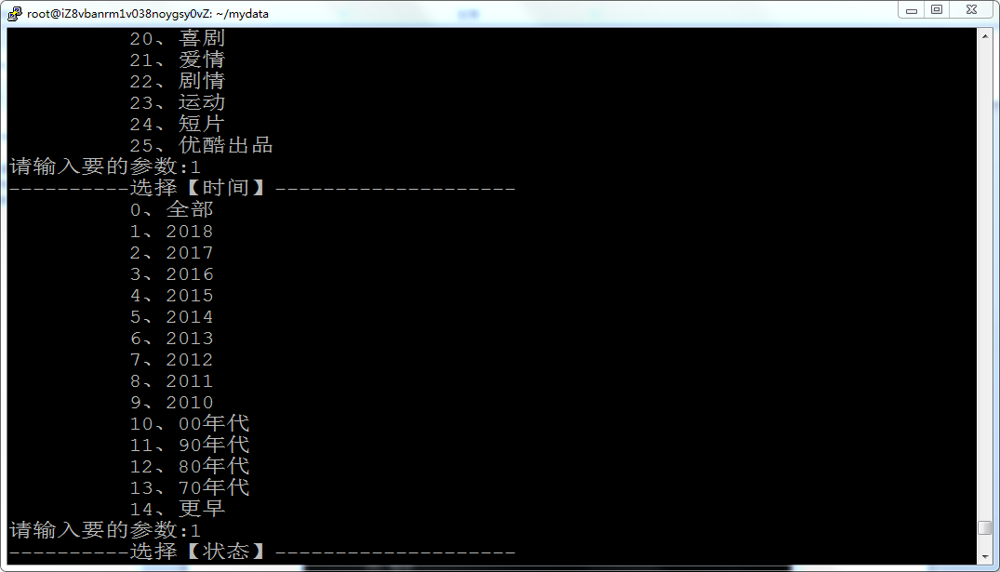 root@iZ8vbanrm1v038noygsy0vZ: ~/mydata
20、喜剧
21、爱情
22、剧情
23、运动
24、短片
25、优酷出品
请输入要的参数:1
----------选择【时间】--------------------
0、全部
1、2018
2、2017
3、2016
4、2015
5、2014
6、2013
7、2012
8、2011
9、2010
10、00年代
11、90年代
12、80年代
13、70年代
14、更早
请输入要的参数:1
----------选择【状态】--------------------